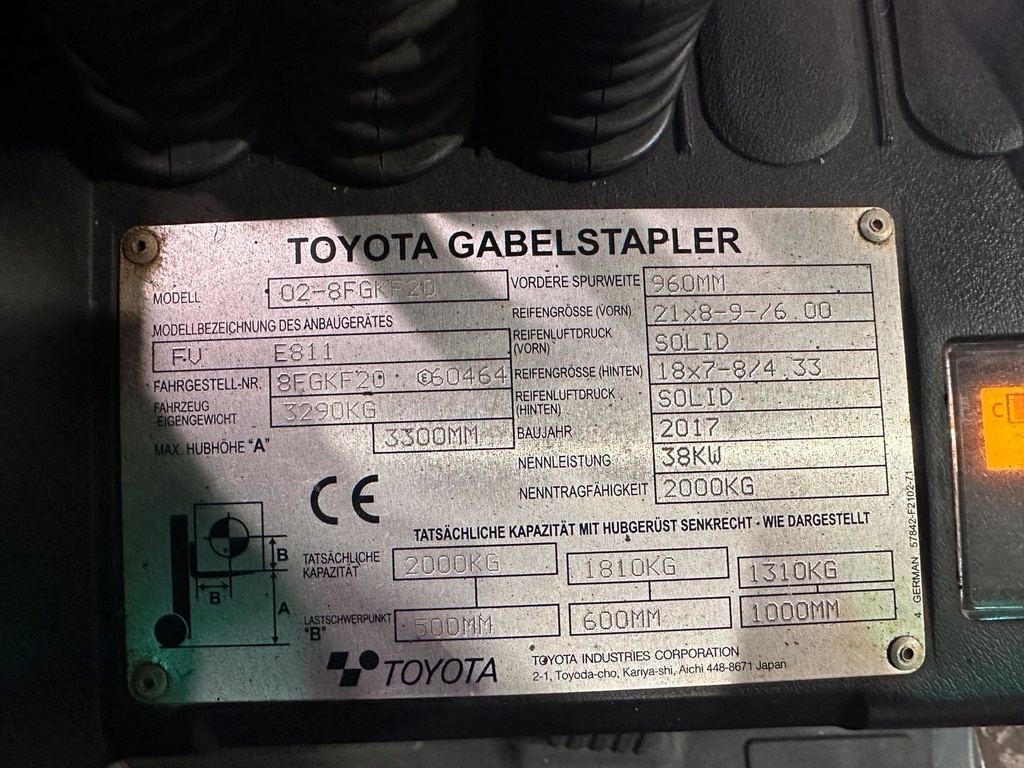 TOYOTA GABELSTAPLER
MODELL 02-8FGKF20
MODELLBEZEICHNUNG DES ANBAUGERÄTES
F.V E811
FAHRGESTELL-NR. 8FGKF20 E60464
FAHRZEUG
-EIGENGEWICHT 3290KG
MAX. HUBHÖHE "A" 3300MM
VORDERE SPURWEITE 960MM
REIFENGRÖSSE (VORN) 21x8-9-/6.00
REIFENLUFTDRUCK
(VORN) SOLID
REIFENGRÖSSE (HINTEN) 18x7-8/4.33
REIFENLUFTDRUCK
(HINTEN) SOLID
BAUJAHR 2017
NENNLEISTUNG 38KW
NENNTRAGFÄHIGKEIT 2000KG
CE
TATSÄCHLICHE KAPAZITÄT MIT HUBGERÜST SENKRECHT - WIE DARGESTELLT
TATSÄCHLICHE
KAPAZITÄT 2000KG 1810KG 1310KG
LASTSCHWERPUNKT
"B" 500MM 600MM 1000MM
B
B
A
TOYOTA
TOYOTA INDUSTRIES CORPORATION
2-1, Toyoda-cho, Kariya-shi, Aichi 448-8671 Japan
4 GERMAN 57842-F2102-71